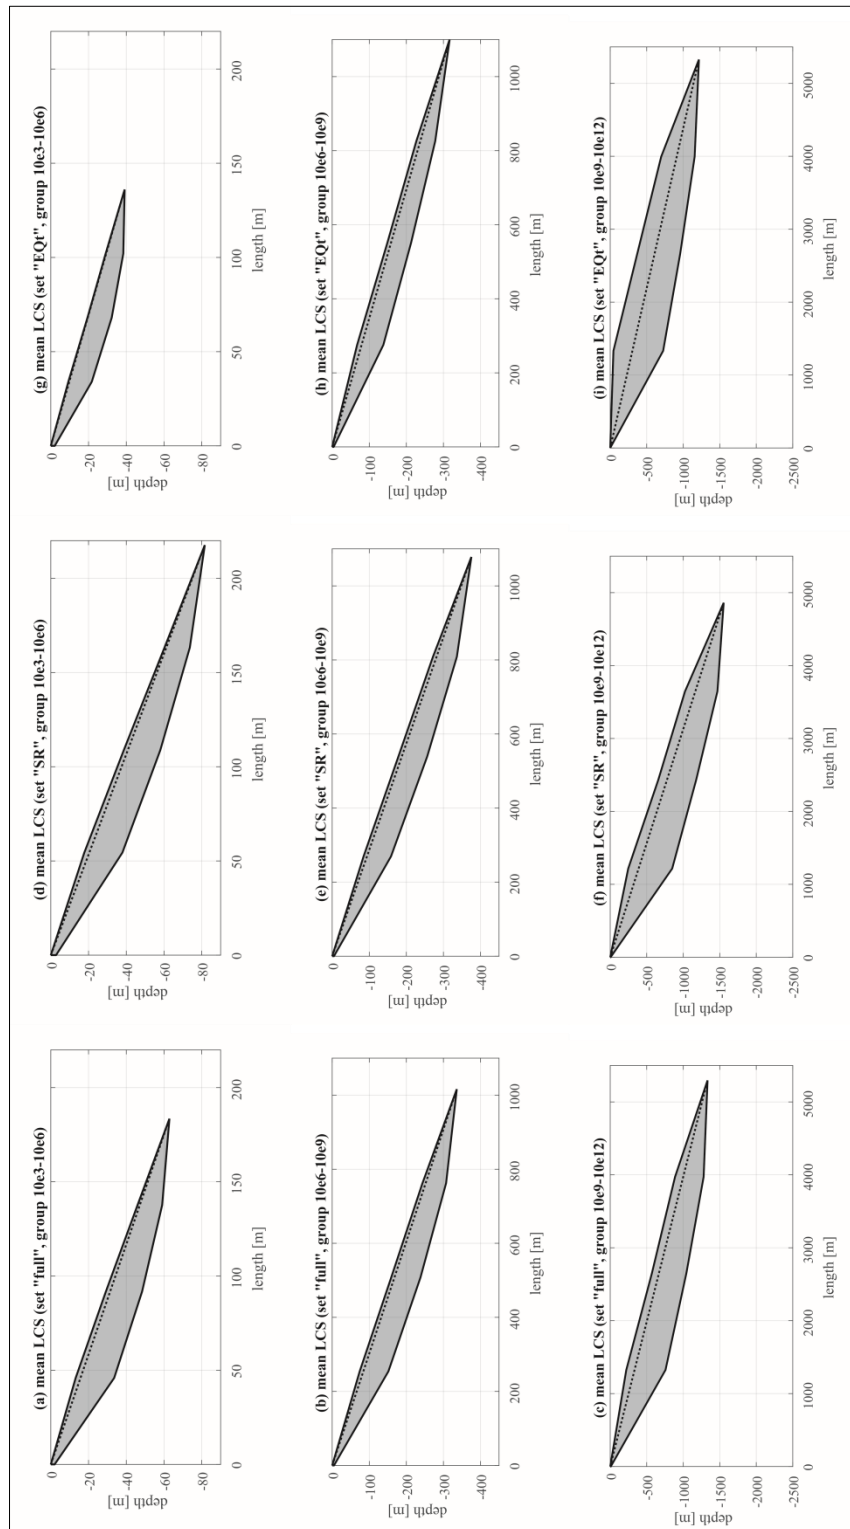 (a) mean LCS (set "full", group 10e3-10e6)
0
-20
-40
-60
-80
depth [m]
0 50 100 150 200
length [m]
(d) mean LCS (set "SR", group 10e3-10e6)
0
-20
-40
-60
-80
depth [m]
0 50 100 150 200
length [m]
(g) mean LCS (set "EQt", group 10e3-10e6)
0
-20
-40
-60
-80
depth [m]
0 50 100 150 200
length [m]
(b) mean LCS (set "full", group 10e6-10e9)
0
-100
-200
-300
-400
depth [m]
0 200 400 600 800 1000
length [m]
(e) mean LCS (set "SR", group 10e6-10e9)
0
-100
-200
-300
-400
depth [m]
0 200 400 600 800 1000
length [m]
(h) mean LCS (set "EQt", group 10e6-10e9)
0
-100
-200
-300
-400
depth [m]
0 200 400 600 800 1000
length [m]
(c) mean LCS (set "full", group 10e9-10e12)
0
-500
-1000
-1500
-2000
-2500
depth [m]
0 1000 2000 3000 4000 5000
length [m]
(f) mean LCS (set "SR", group 10e9-10e12)
0
-500
-1000
-1500
-2000
-2500
depth [m]
0 1000 2000 3000 4000 5000
length [m]
(i) mean LCS (set "EQt", group 10e9-10e12)
0
-500
-1000
-1500
-2000
-2500
depth [m]
0 1000 2000 3000 4000 5000
length [m]